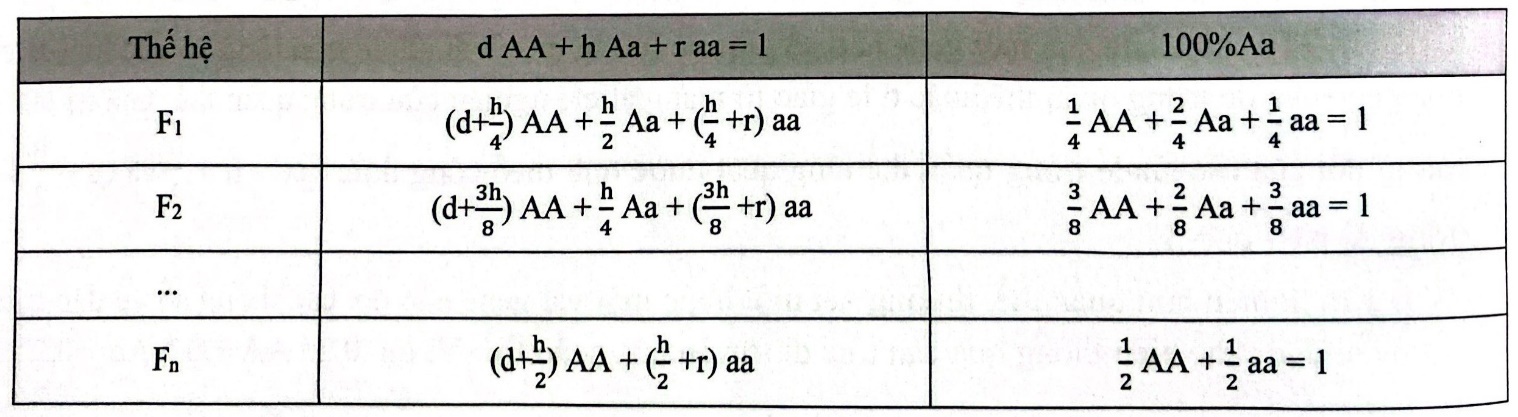 Thế hệ d AA + h Aa + r aa = 1 100%Aa
F₁ (d+h/4) AA + h/2 Aa + (h/4 +r) aa 1/4 AA + 2/4 Aa + 1/4 aa = 1
F₂ (d+3h/8) AA + h/4 Aa + (3h/8 +r) aa 3/8 AA + 2/8 Aa + 3/8 aa = 1
...
Fₙ (d+h/2) AA + (h/2 +r) aa 1/2 AA + 1/2 aa = 1